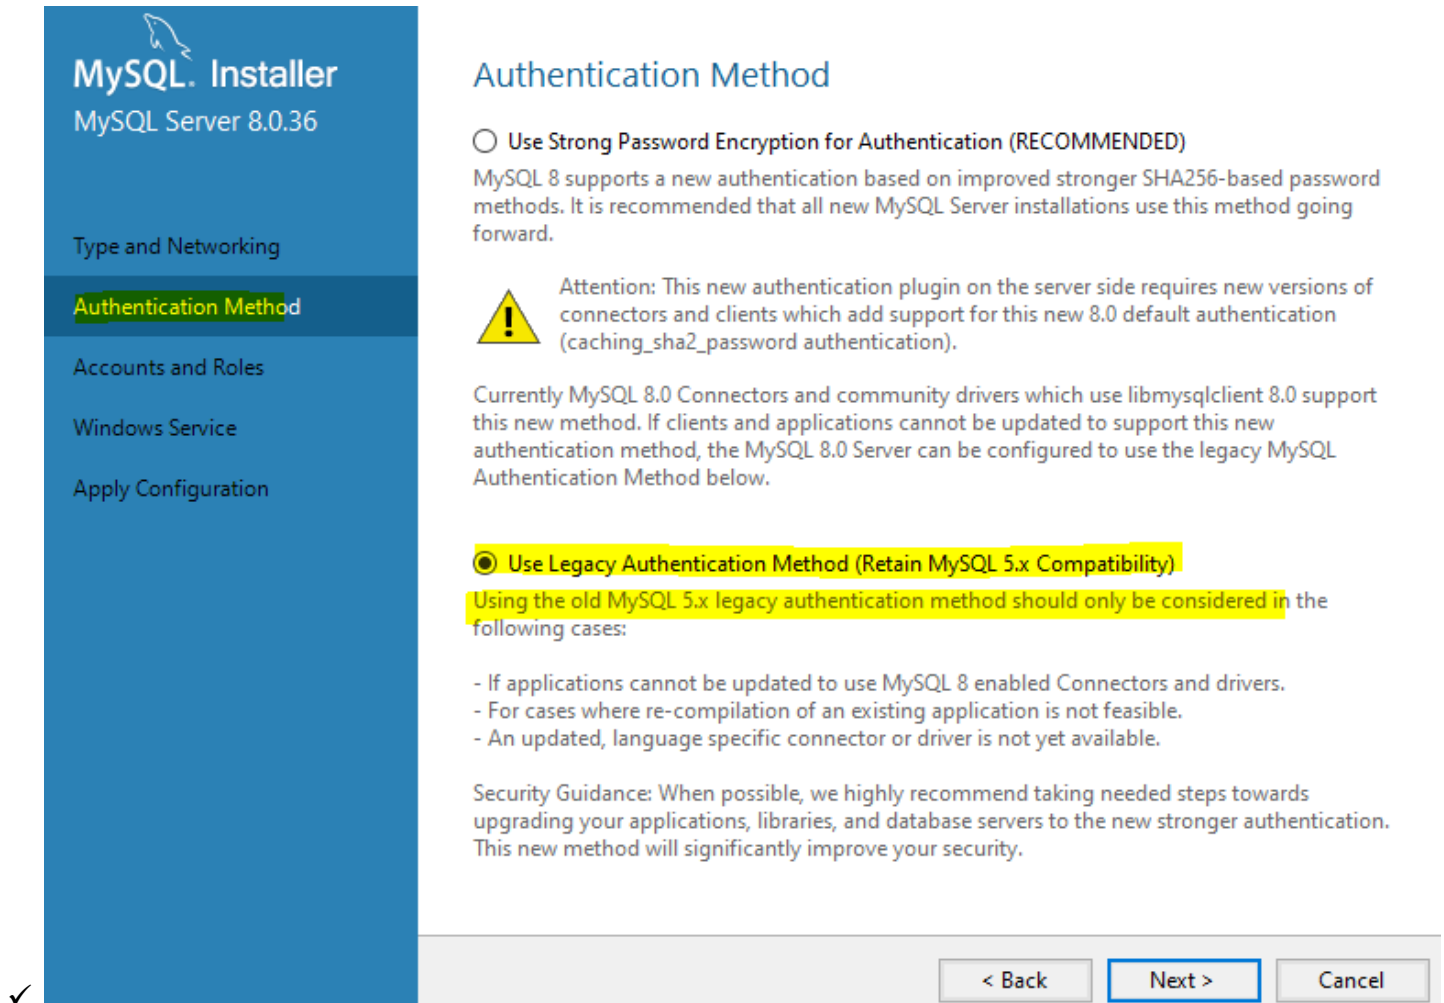 MySQL. Installer
MySQL Server 8.0.36
Type and Networking
Authentication Method
Accounts and Roles
Windows Service
Apply Configuration
Authentication Method
Use Strong Password Encryption for Authentication (RECOMMENDED)
MySQL 8 supports a new authentication based on improved stronger SHA256-based password
methods. It is recommended that all new MySQL Server installations use this method going
forward.
Attention: This new authentication plugin on the server side requires new versions of
connectors and clients which add support for this new 8.0 default authentication
(caching_sha2_password authentication).
Currently MySQL 8.0 Connectors and community drivers which use libmysqlclient 8.0 support
this new method. If clients and applications cannot be updated to support this new
authentication method, the MySQL 8.0 Server can be configured to use the legacy MySQL
Authentication Method below.
Use Legacy Authentication Method (Retain MySQL 5.x Compatibility)
Using the old MySQL 5.x legacy authentication method should only be considered in the
following cases:
- If applications cannot be updated to use MySQL 8 enabled Connectors and drivers.
- For cases where re-compilation of an existing application is not feasible.
- An updated, language specific connector or driver is not yet available.
Security Guidance: When possible, we highly recommend taking needed steps towards
upgrading your applications, libraries, and database servers to the new stronger authentication.
This new method will significantly improve your security.
< Back
Next >
Cancel